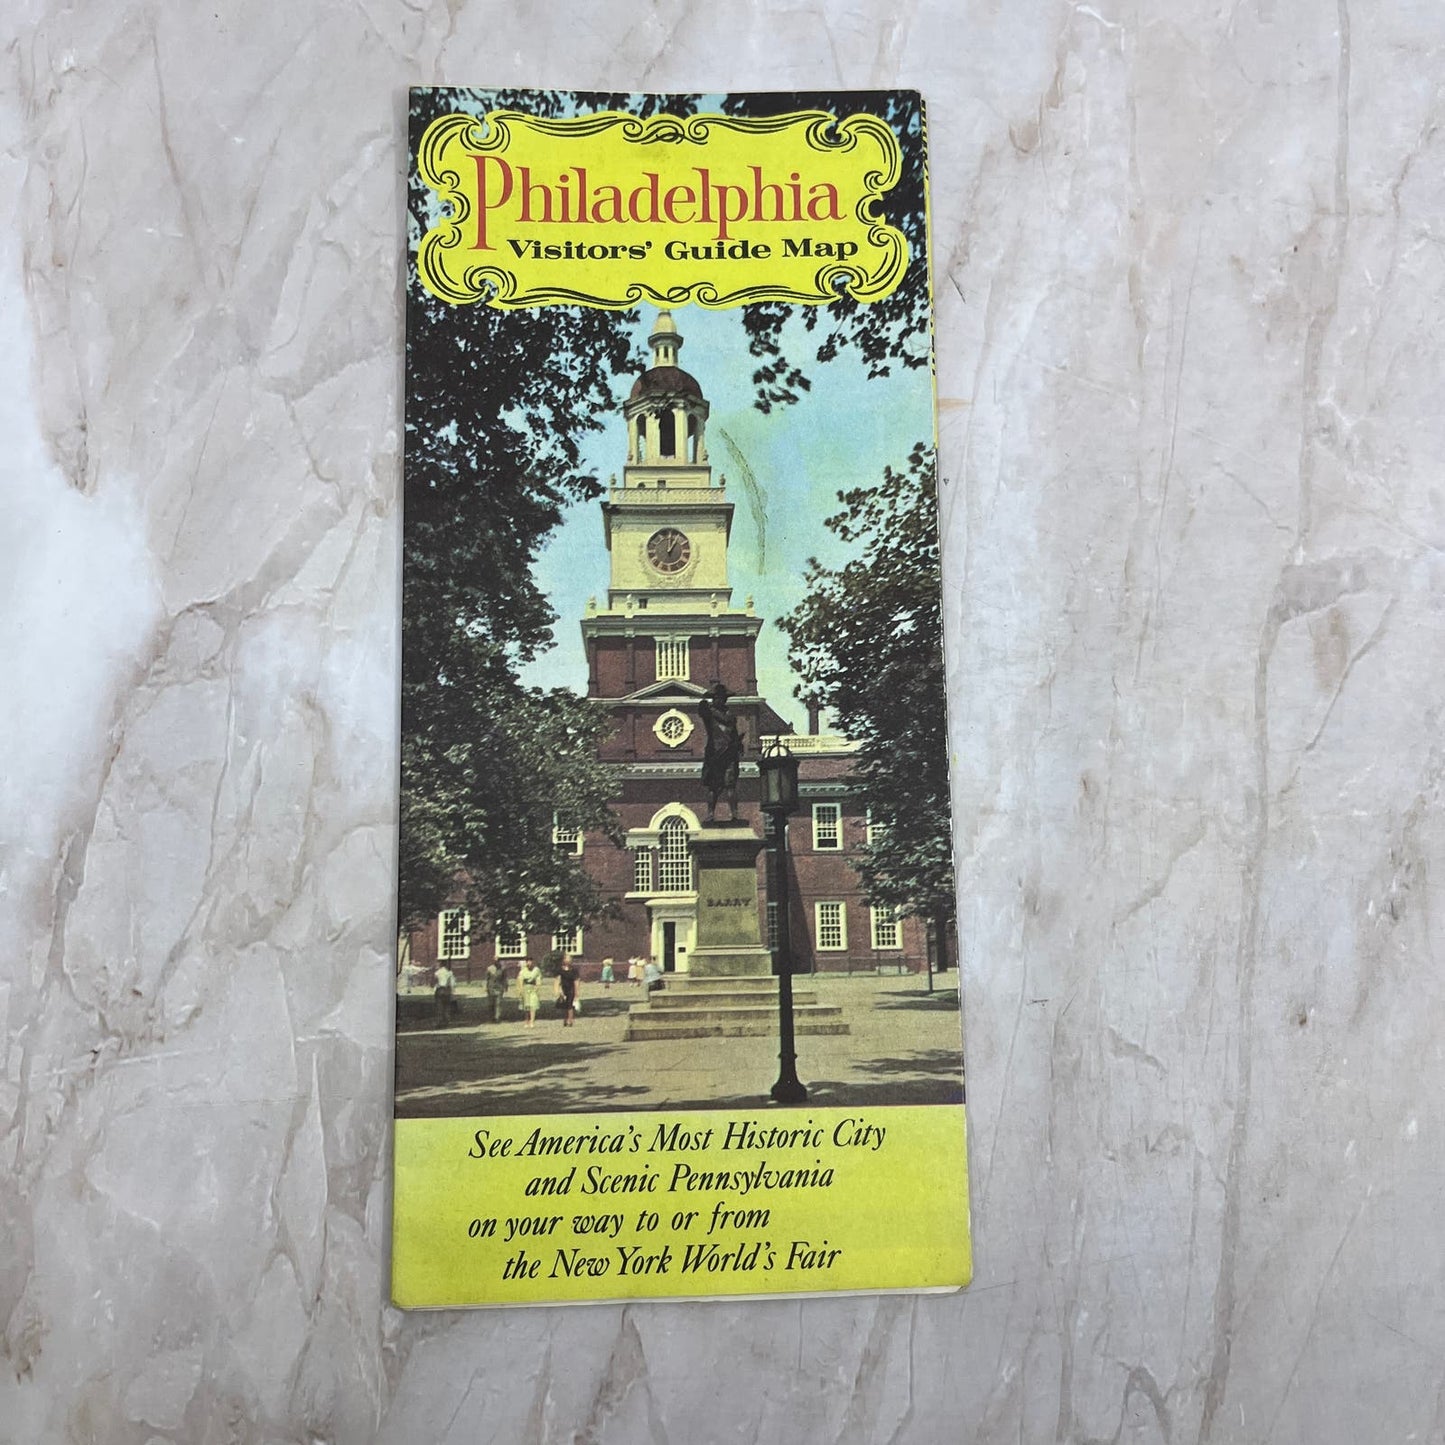 Philadelphia
Visitors' Guide Map
BARRY
See America's Most Historic City
and Scenic Pennsylvania
on your way to or from
the New York World's Fair